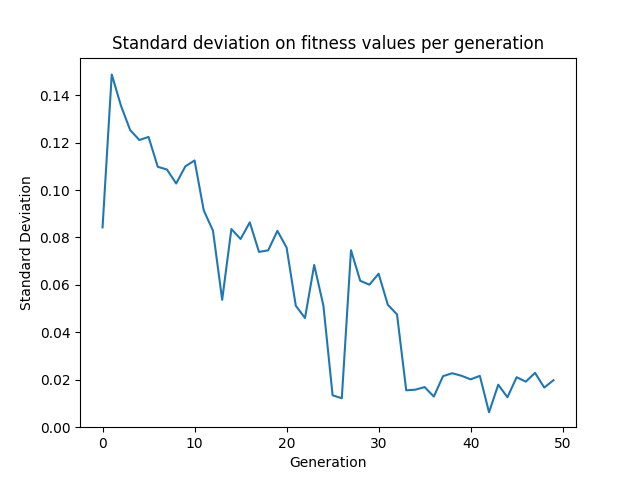 Standard deviation on fitness values per generation
0.14
0.12
0.10
0.08
0.06
0.04
0.02
0.00
Standard Deviation
0 10 20 30 40 50
Generation